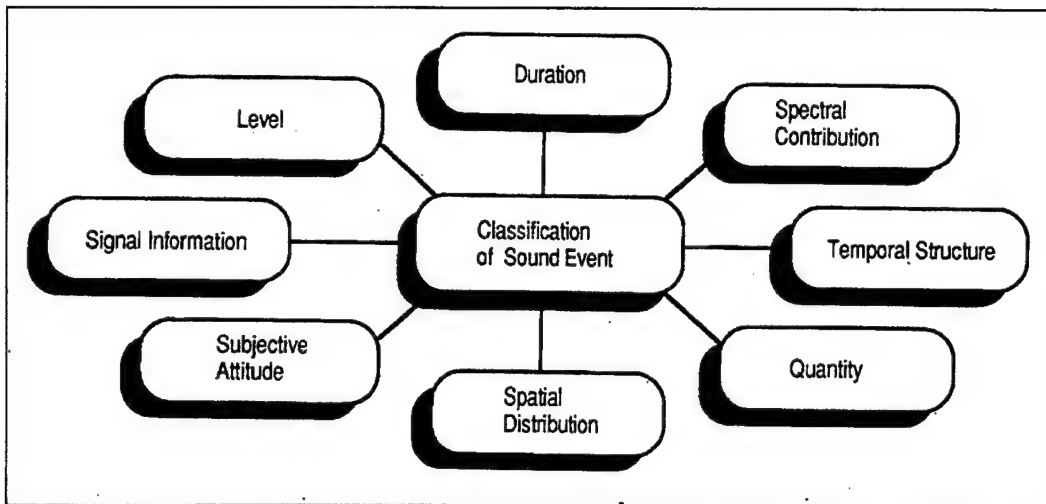 Duration
Level
Spectral
Contribution
Signal Information
Classification
of Sound Event
Temporal Structure
Subjective
Attitude
Spatial
Distribution
Quantity